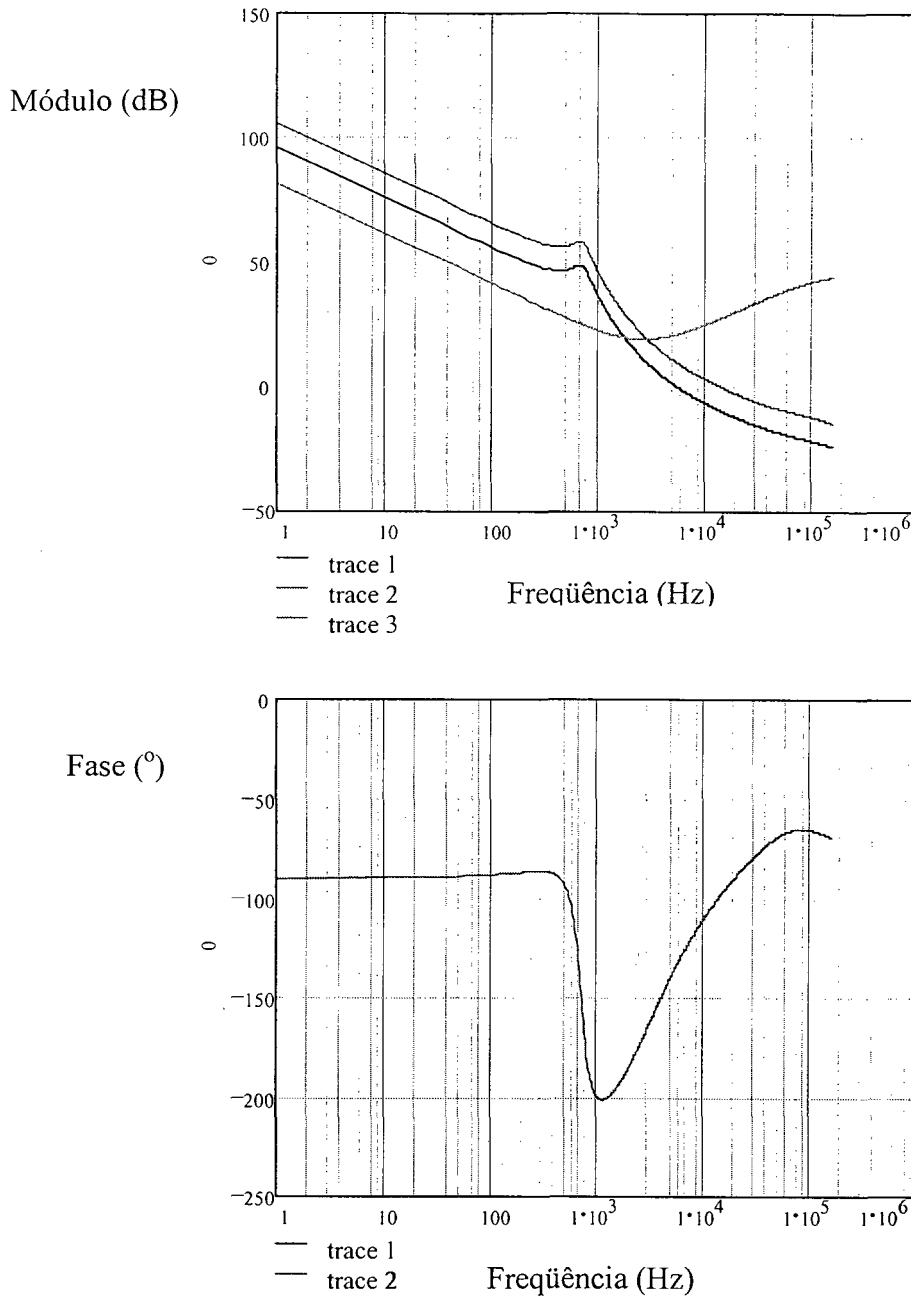 150
Módulo (dB)
100
50
0
0
−50
1 10 100 1·10³ 1·10⁴ 1·10⁵ 1·10⁶
trace 1
trace 2
trace 3
Freqüência (Hz)
0
Fase (º)
−50
−100
0
−150
−200
−250
1 10 100 1·10³ 1·10⁴ 1·10⁵ 1·10⁶
trace 1
trace 2
Freqüência (Hz)